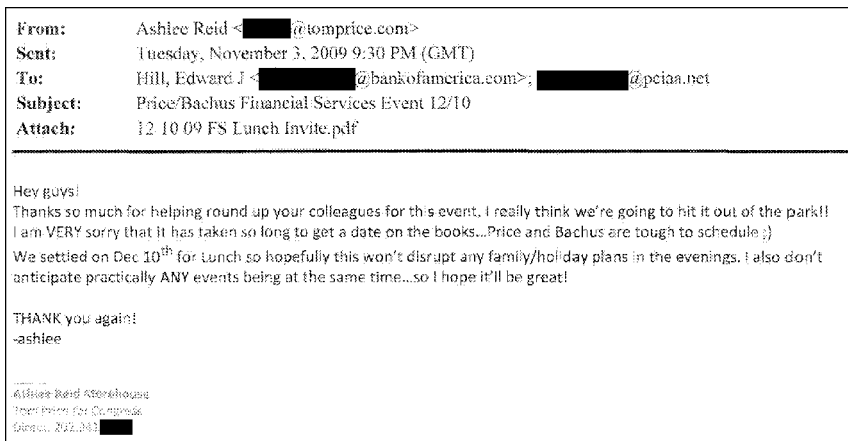 From: Ashlee Reid < @tomprice.com>
Sent: Tuesday, November 3, 2009 9:30 PM (GMT)
To: Hill, Edward J < @bankofamerica.com>; @pciaa.net
Subject: Price/Bachus Financial Services Event 12/10
Attach: 12 10 09 FS Lunch Invite.pdf
Hey guys!
Thanks so much for helping round up your colleagues for this event. I really think we're going to hit it out of the park!!
I am VERY sorry that it has taken so long to get a date on the books...Price and Bachus are tough to schedule ;)
We settled on Dec 10th for Lunch so hopefully this won't disrupt any family/holiday plans in the evenings. I also don't
anticipate practically ANY events being at the same time...so I hope it'll be great!
THANK you again!
-ashlee
Ashlee Reid Morehouse
Tom Price for Congress
Direct: 202.341